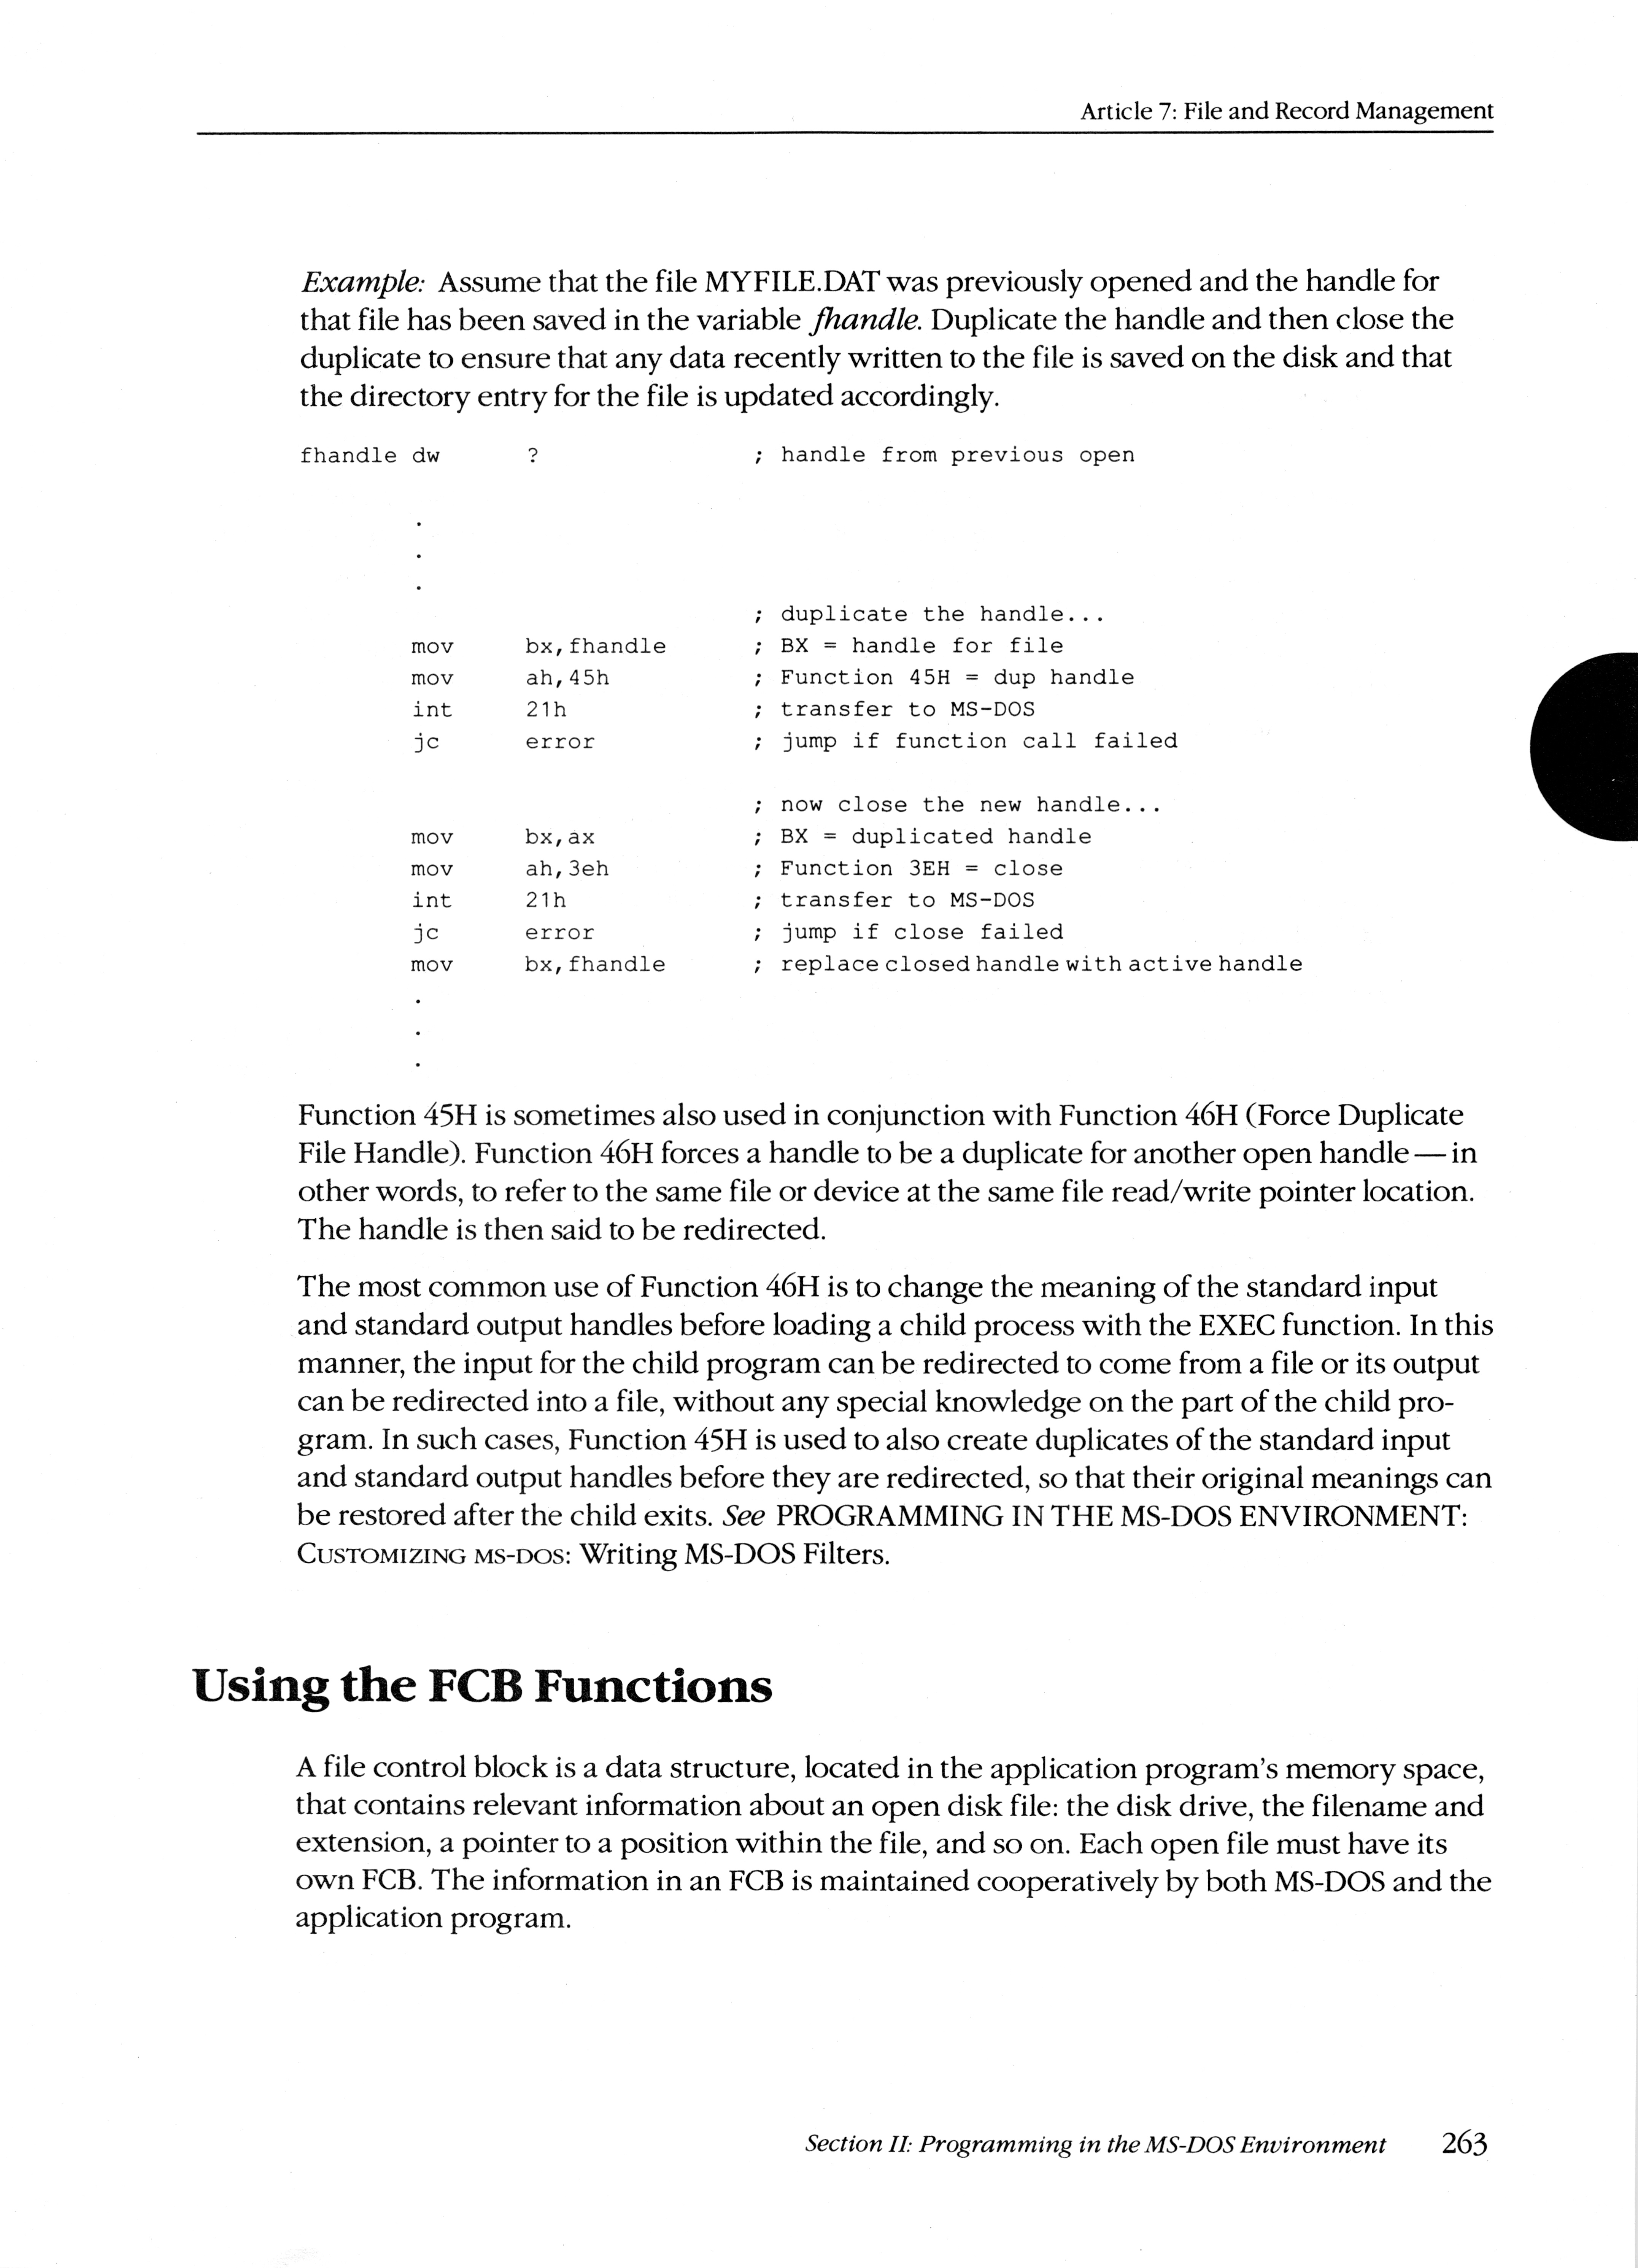 Article 7: File and Record Management
Example: Assume that the file MYFILE.DAT was previously opened and the handle for
that file has been saved in the variable fhandle. Duplicate the handle and then close the
duplicate to ensure that any data recently written to the file is saved on the disk and that
the directory entry for the file is updated accordingly.
fhandle dw ? ; handle from previous open
.
.
.
; duplicate the handle...
mov bx,fhandle ; BX = handle for file
mov ah,45h ; Function 45H = dup handle
int 21h ; transfer to MS-DOS
jc error ; jump if function call failed
; now close the new handle...
mov bx,ax ; BX = duplicated handle
mov ah,3eh ; Function 3EH = close
int 21h ; transfer to MS-DOS
jc error ; jump if close failed
mov bx,fhandle ; replace closed handle with active handle
.
.
.
Function 45H is sometimes also used in conjunction with Function 46H (Force Duplicate
File Handle). Function 46H forces a handle to be a duplicate for another open handle — in
other words, to refer to the same file or device at the same file read/write pointer location.
The handle is then said to be redirected.
The most common use of Function 46H is to change the meaning of the standard input
and standard output handles before loading a child process with the EXEC function. In this
manner, the input for the child program can be redirected to come from a file or its output
can be redirected into a file, without any special knowledge on the part of the child pro-
gram. In such cases, Function 45H is used to also create duplicates of the standard input
and standard output handles before they are redirected, so that their original meanings can
be restored after the child exits. See PROGRAMMING IN THE MS-DOS ENVIRONMENT:
CUSTOMIZING MS-DOS: Writing MS-DOS Filters.
Using the FCB Functions
A file control block is a data structure, located in the application program's memory space,
that contains relevant information about an open disk file: the disk drive, the filename and
extension, a pointer to a position within the file, and so on. Each open file must have its
own FCB. The information in an FCB is maintained cooperatively by both MS-DOS and the
application program.
Section II: Programming in the MS-DOS Environment 263